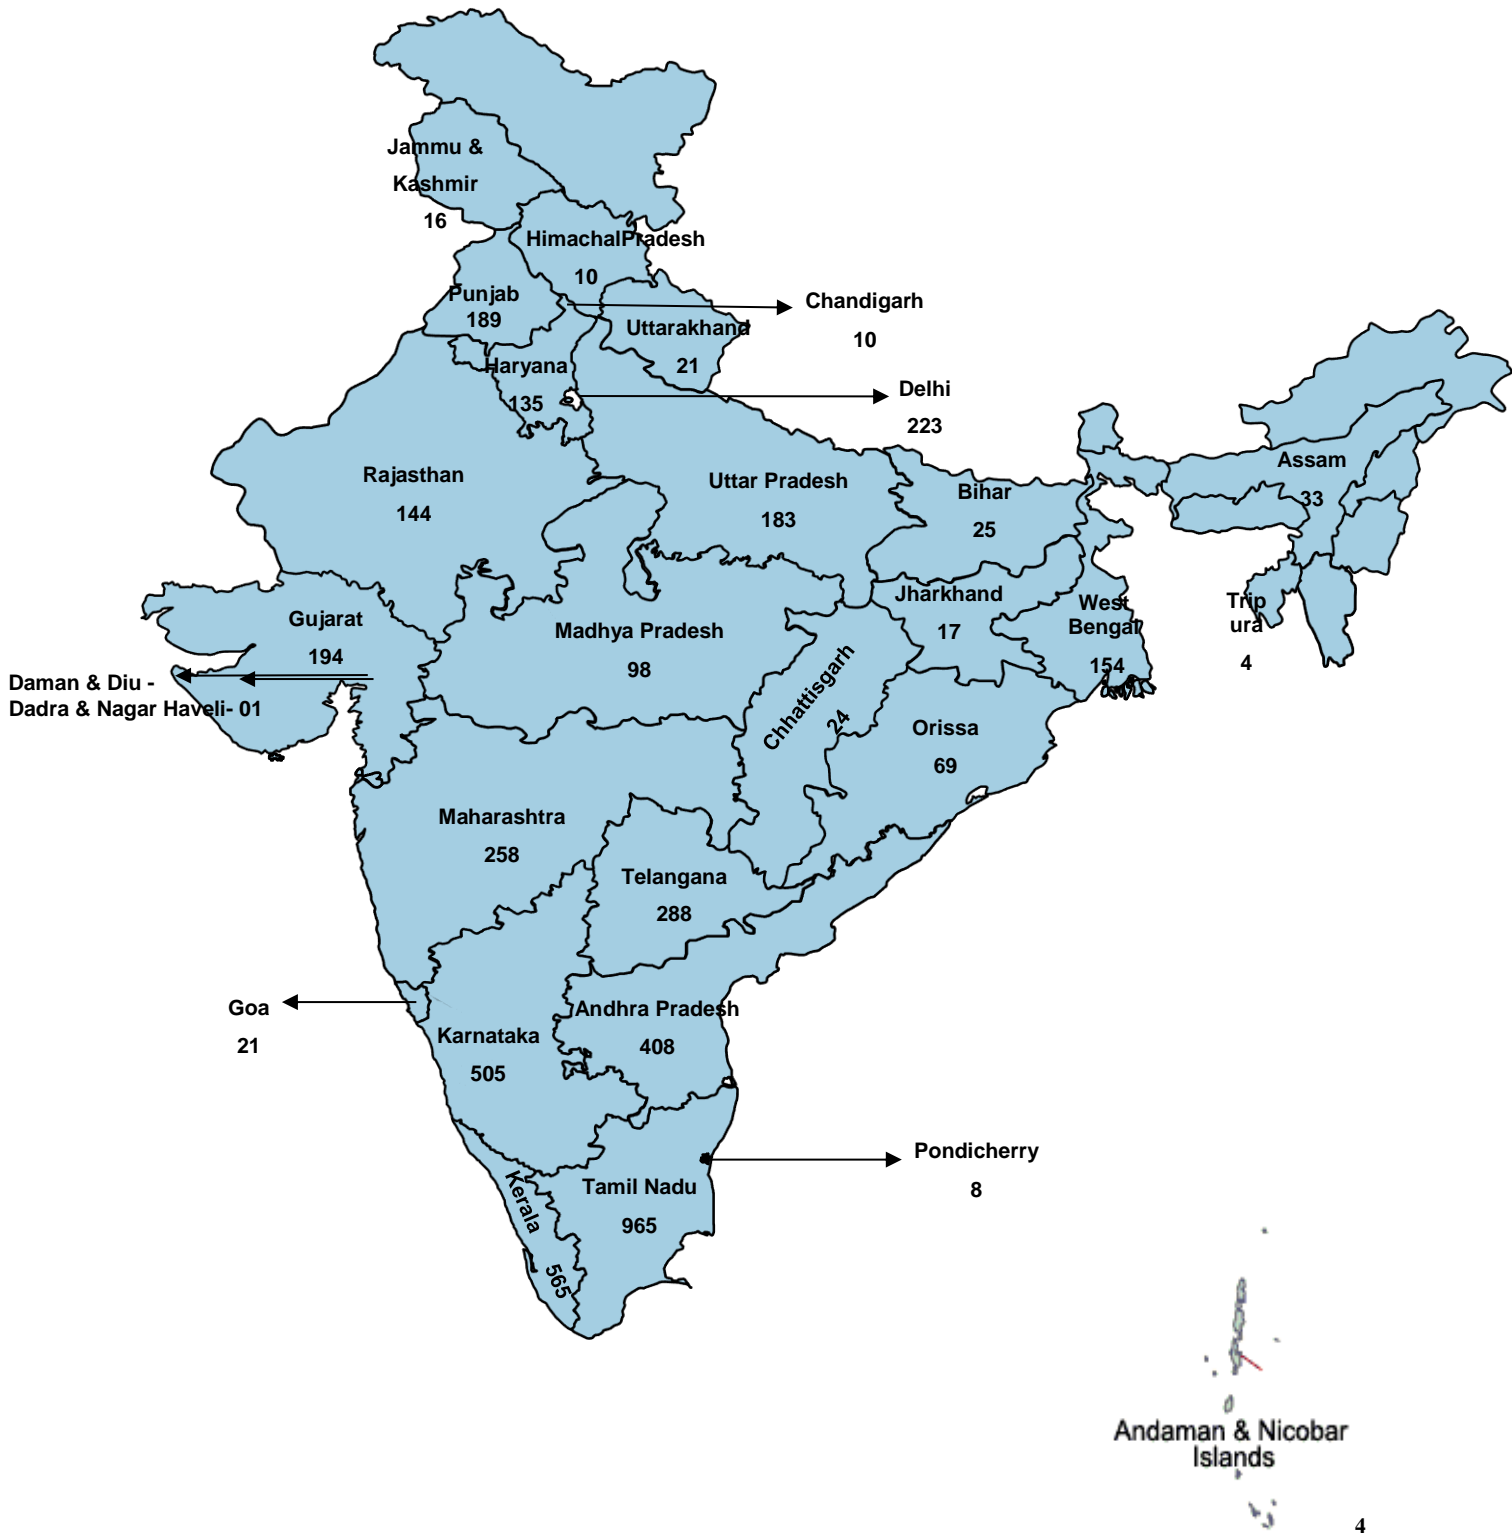 Jammu &
Kashmir
16
HimachalPradesh
10
Punjab
189
Chandigarh
10
Uttarakhand
21
Haryana
135
Delhi
223
Rajasthan
144
Uttar Pradesh
183
Bihar
25
Assam
33
Gujarat
194
Madhya Pradesh
98
Jharkhand
17
West
Bengal
154
Trip
ura
4
Daman & Diu -
Dadra & Nagar Haveli- 01
Chhattisgarh
24
Orissa
69
Maharashtra
258
Telangana
288
Goa
21
Karnataka
505
Andhra Pradesh
408
Pondicherry
8
Kerala
565
Tamil Nadu
965
Andaman & Nicobar
Islands
4